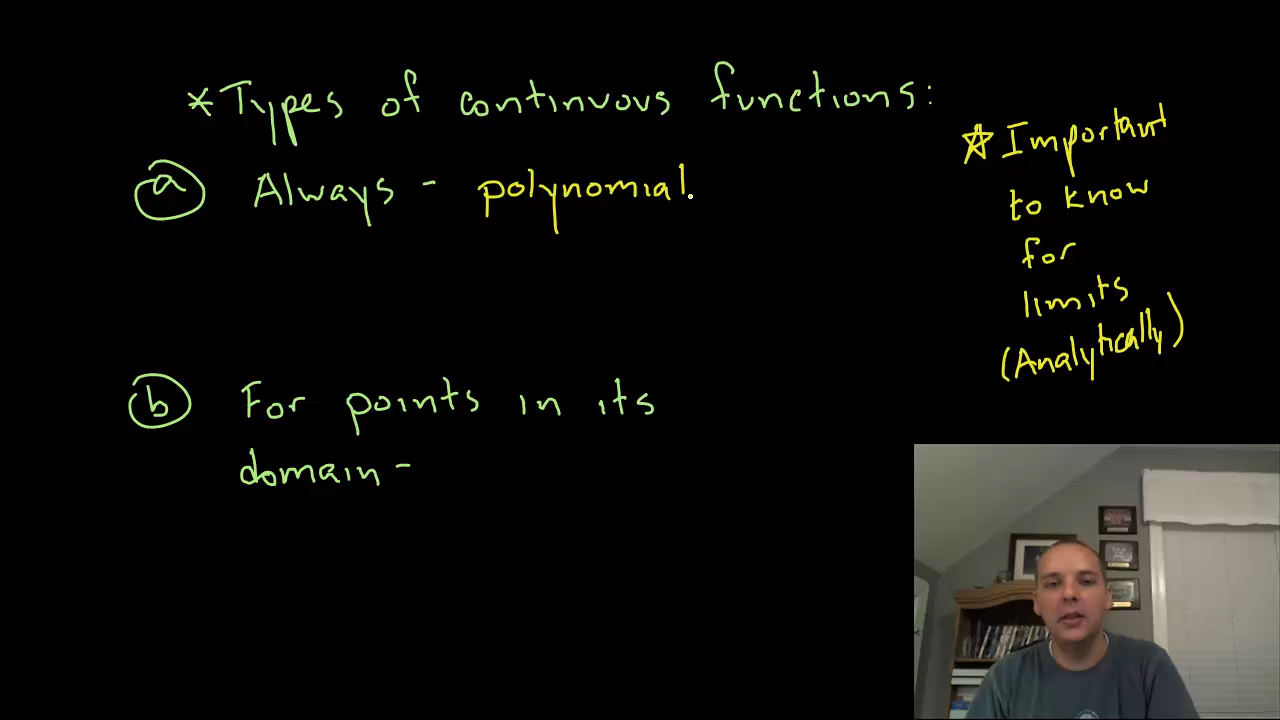 *Types of continuous functions:
ⓐ Always - polynomial
ⓑ For points in its
domain -
☆ Important
to know
for
limits
(Analytically)